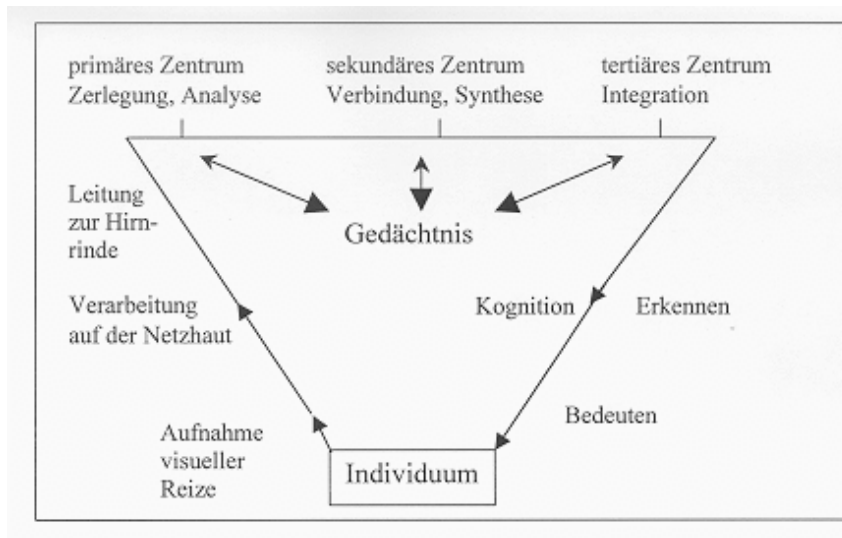 primäres Zentrum
Zerlegung, Analyse
sekundäres Zentrum
Verbindung, Synthese
tertiäres Zentrum
Integration
Leitung
zur Hirn-
rinde
Gedächtnis
Verarbeitung
auf der Netzhaut
Kognition
Erkennen
Bedeuten
Aufnahme
visueller
Reize
Individuum